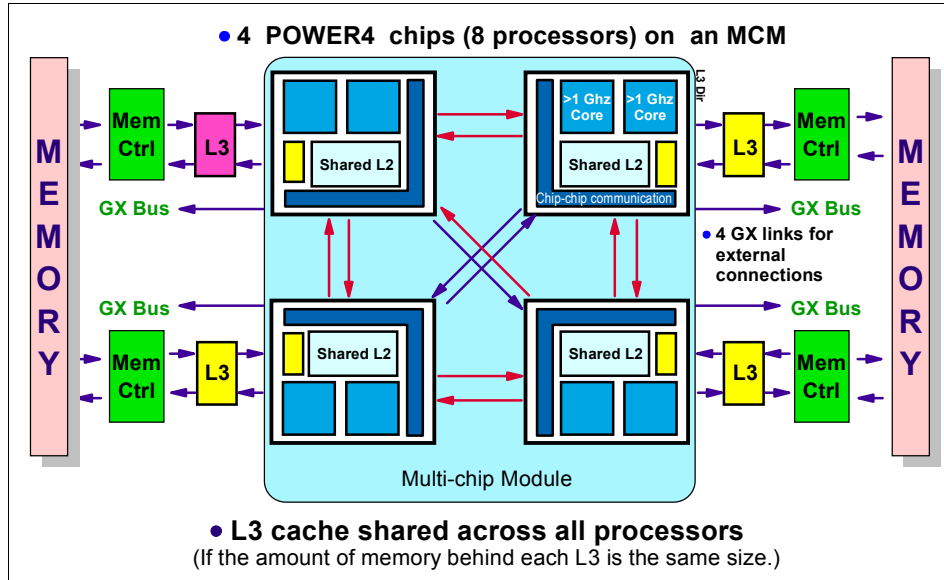 • 4 POWER4 chips (8 processors) on an MCM
MEMORY
Mem
Ctrl
L3
GX Bus
Shared L2
>1 Ghz
Core
>1 Ghz
Core
Shared L2
Chip-chip communication
L3 Dir
L3
Mem
Ctrl
GX Bus
MEMORY
• 4 GX links for
external
connections
GX Bus
Mem
Ctrl
L3
Shared L2
Shared L2
L3
GX Bus
Mem
Ctrl
Multi-chip Module
• L3 cache shared across all processors
(If the amount of memory behind each L3 is the same size.)